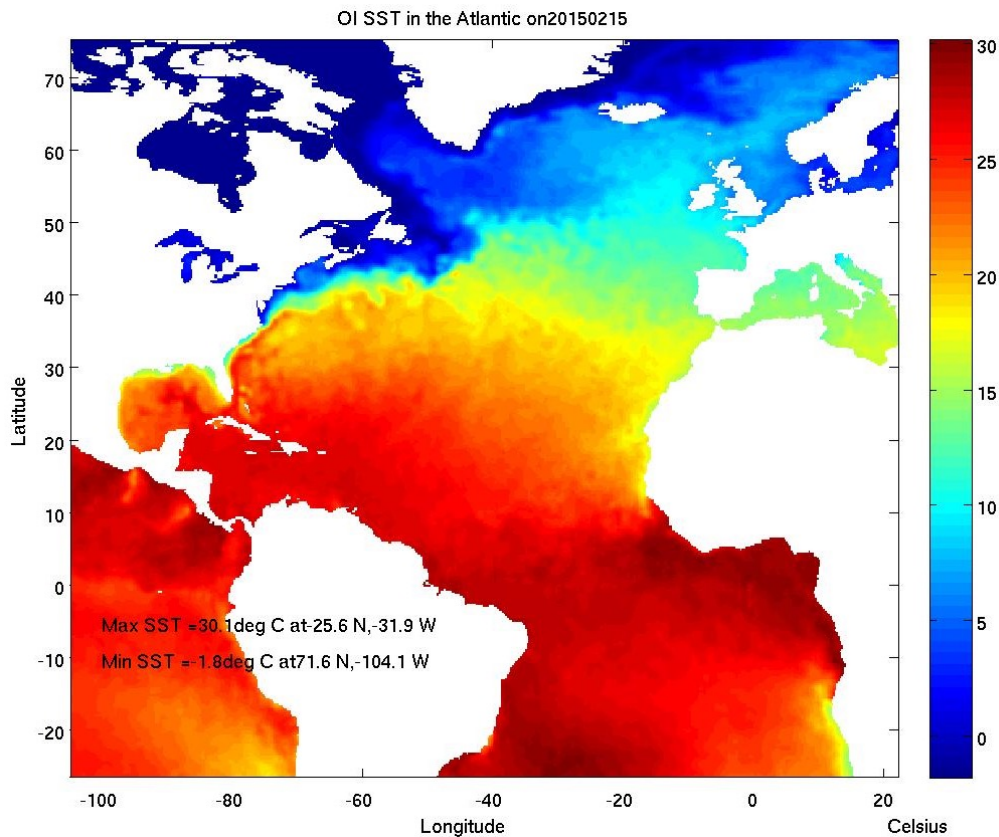 OI SST in the Atlantic on20150215
70
60
50
40
30
20
10
0
-10
-20
Latitude
Max SST =30.1deg C at-25.6 N,-31.9 W
Min SST =-1.8deg C at71.6 N,-104.1 W
-100 -80 -60 -40 -20 0 20
Longitude
30
25
20
15
10
5
0
Celsius